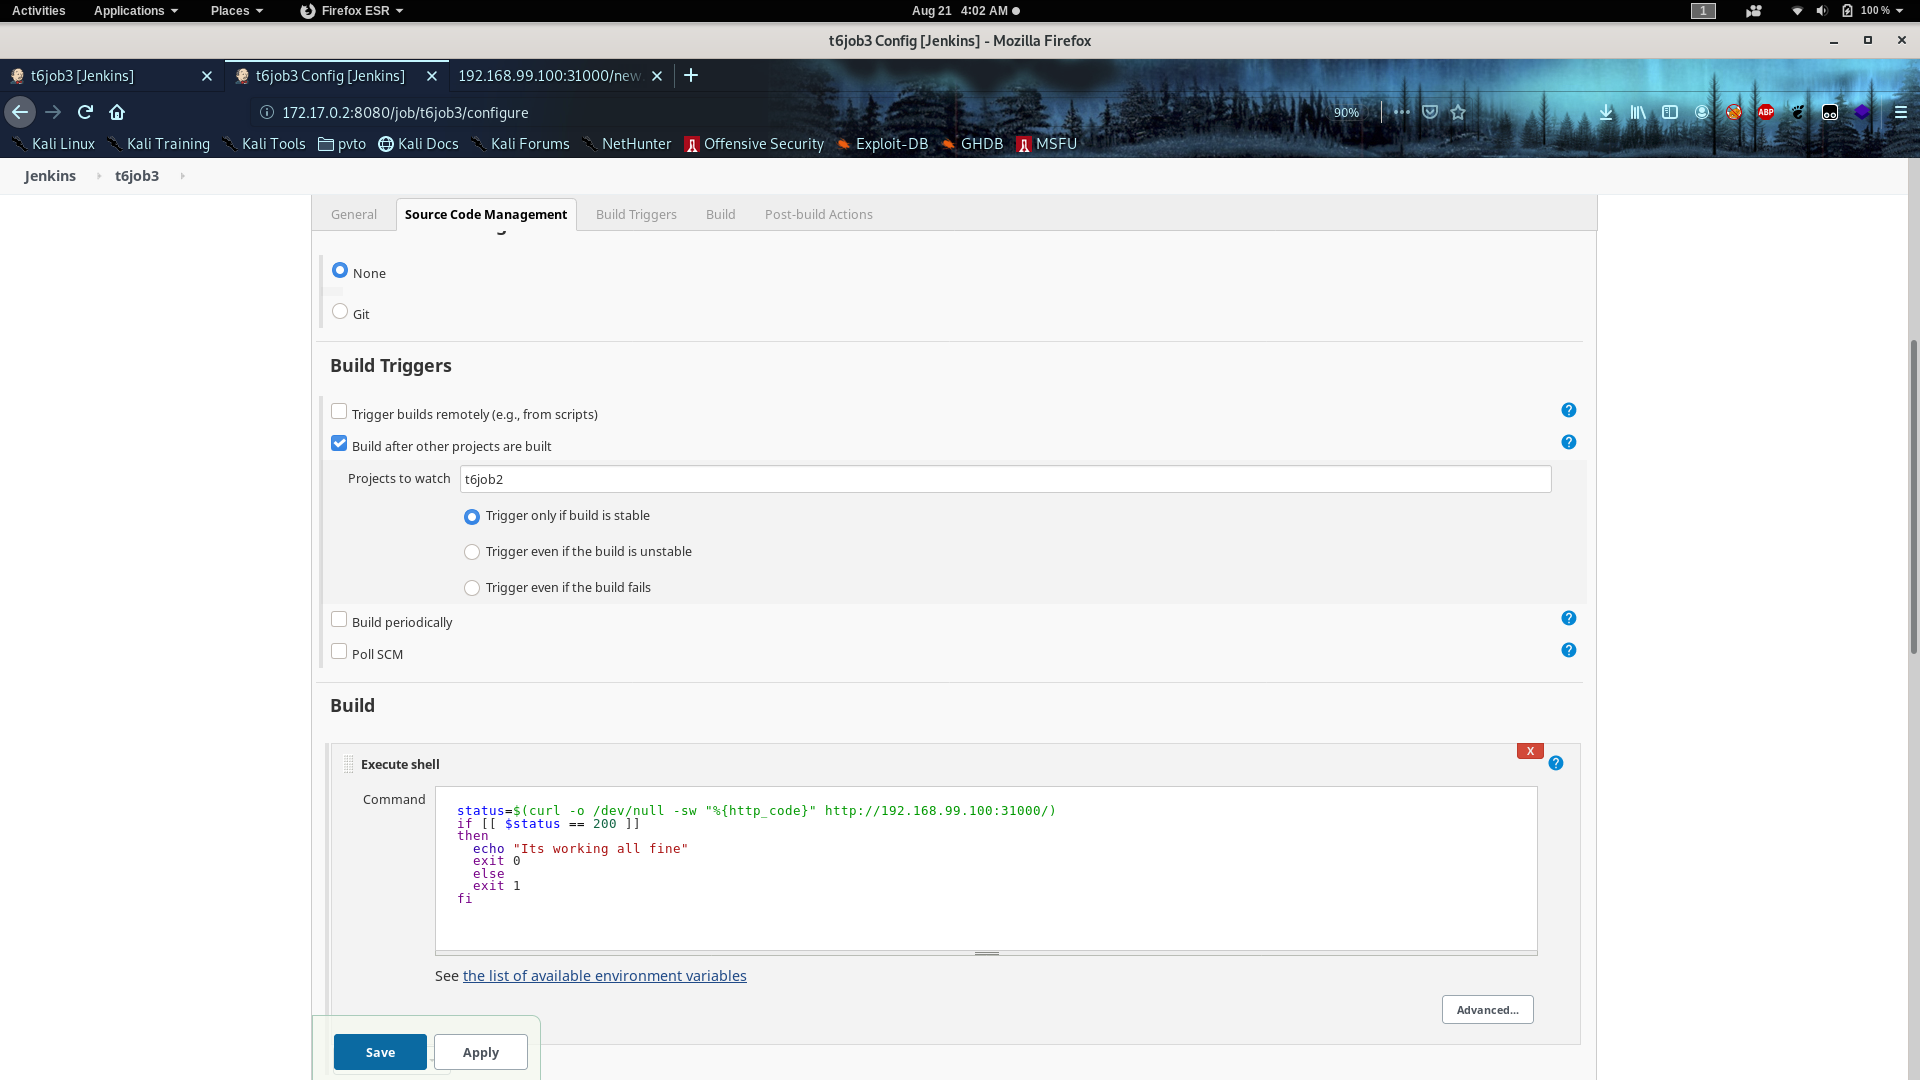 Activities Applications Places Firefox ESR Aug 21 4:02 AM 1 100 %
t6job3 Config [Jenkins] - Mozilla Firefox
t6job3 [Jenkins] t6job3 Config [Jenkins] 192.168.99.100:31000/new
172.17.0.2:8080/job/t6job3/configure 90% ABP
Kali Linux Kali Training Kali Tools pvto Kali Docs Kali Forums NetHunter Offensive Security Exploit-DB GHDB MSFU
Jenkins t6job3
General Source Code Management Build Triggers Build Post-build Actions
None
Git
Build Triggers
Trigger builds remotely (e.g., from scripts) ?
Build after other projects are built ?
Projects to watch t6job2
Trigger only if build is stable
Trigger even if the build is unstable
Trigger even if the build fails
Build periodically ?
Poll SCM ?
Build
X
Execute shell ?
Command
status=$(curl -o /dev/null -sw "%{http_code}" http://192.168.99.100:31000/)
if [[ $status == 200 ]]
then
echo "Its working all fine"
exit 0
else
exit 1
fi
See the list of available environment variables
Advanced...
Save Apply